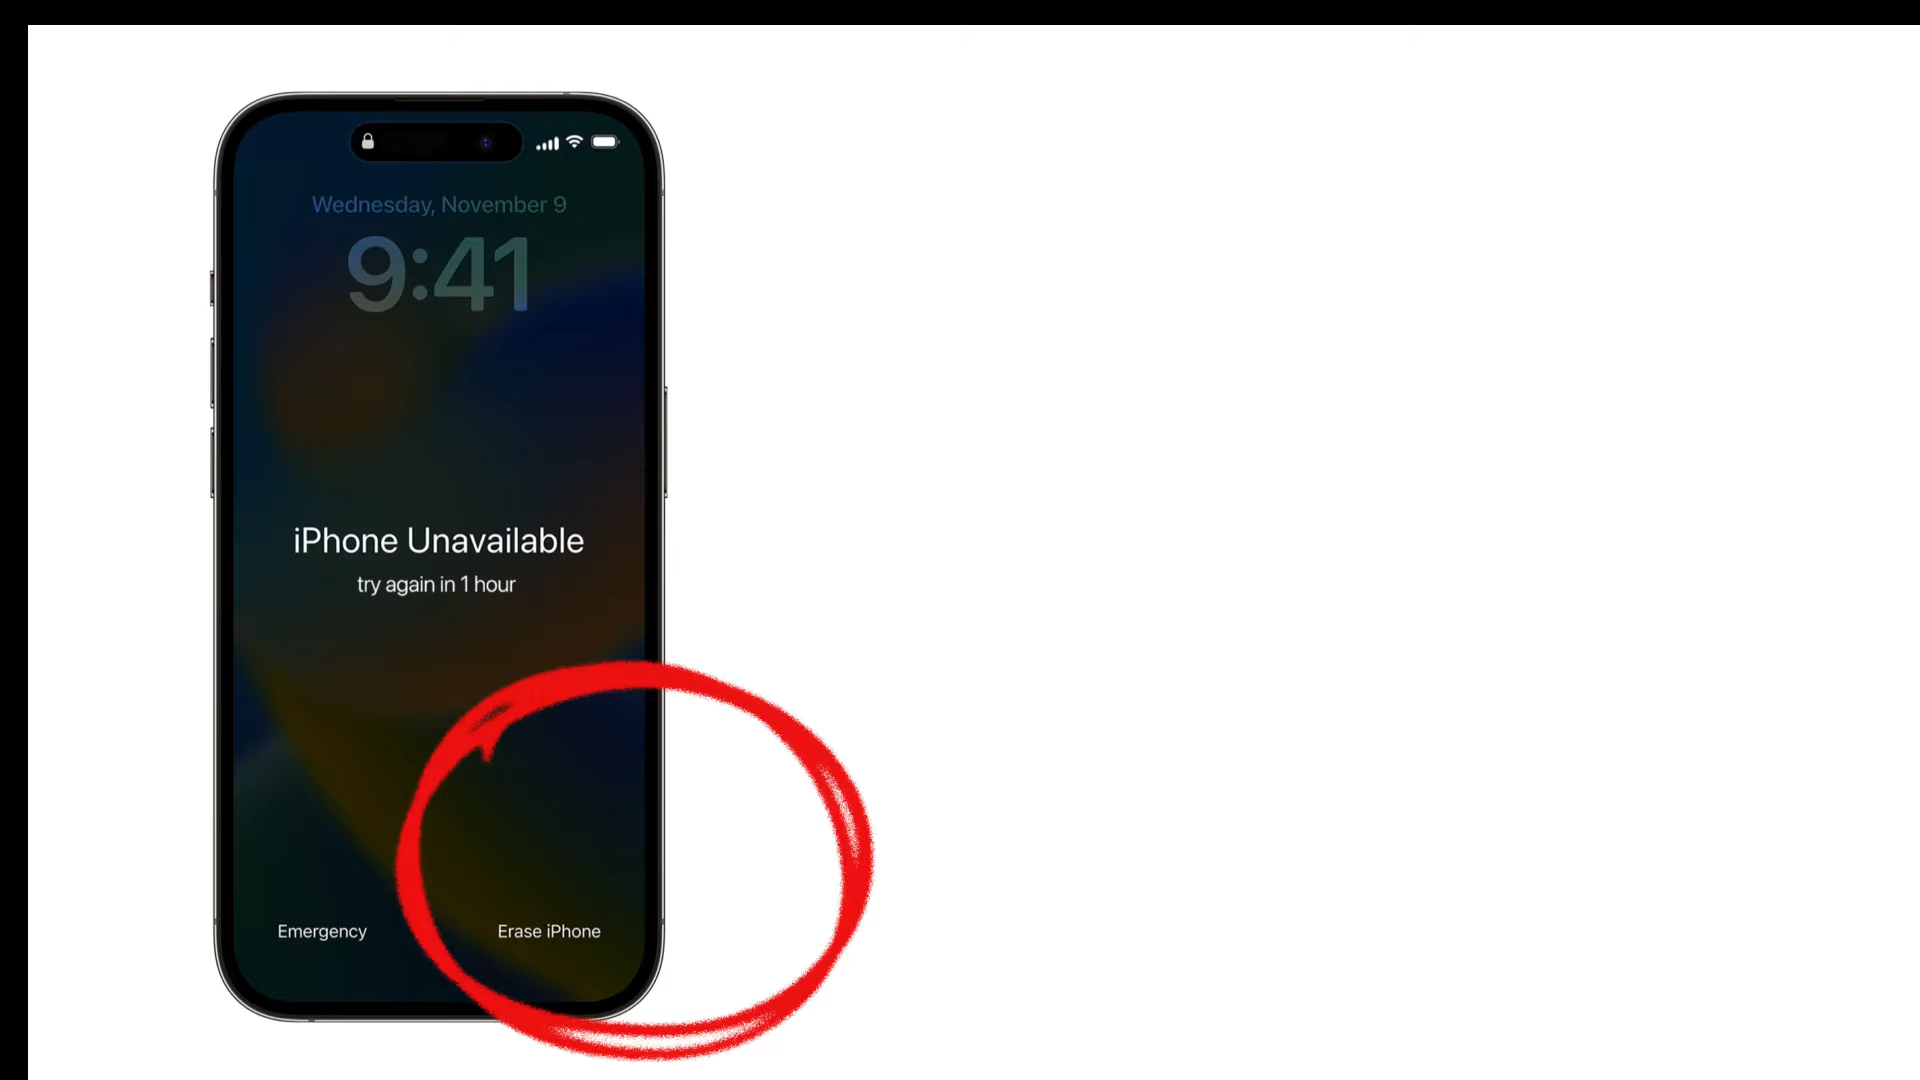 Wednesday, November 9
9:41
iPhone Unavailable
try again in 1 hour
Emergency
Erase iPhone